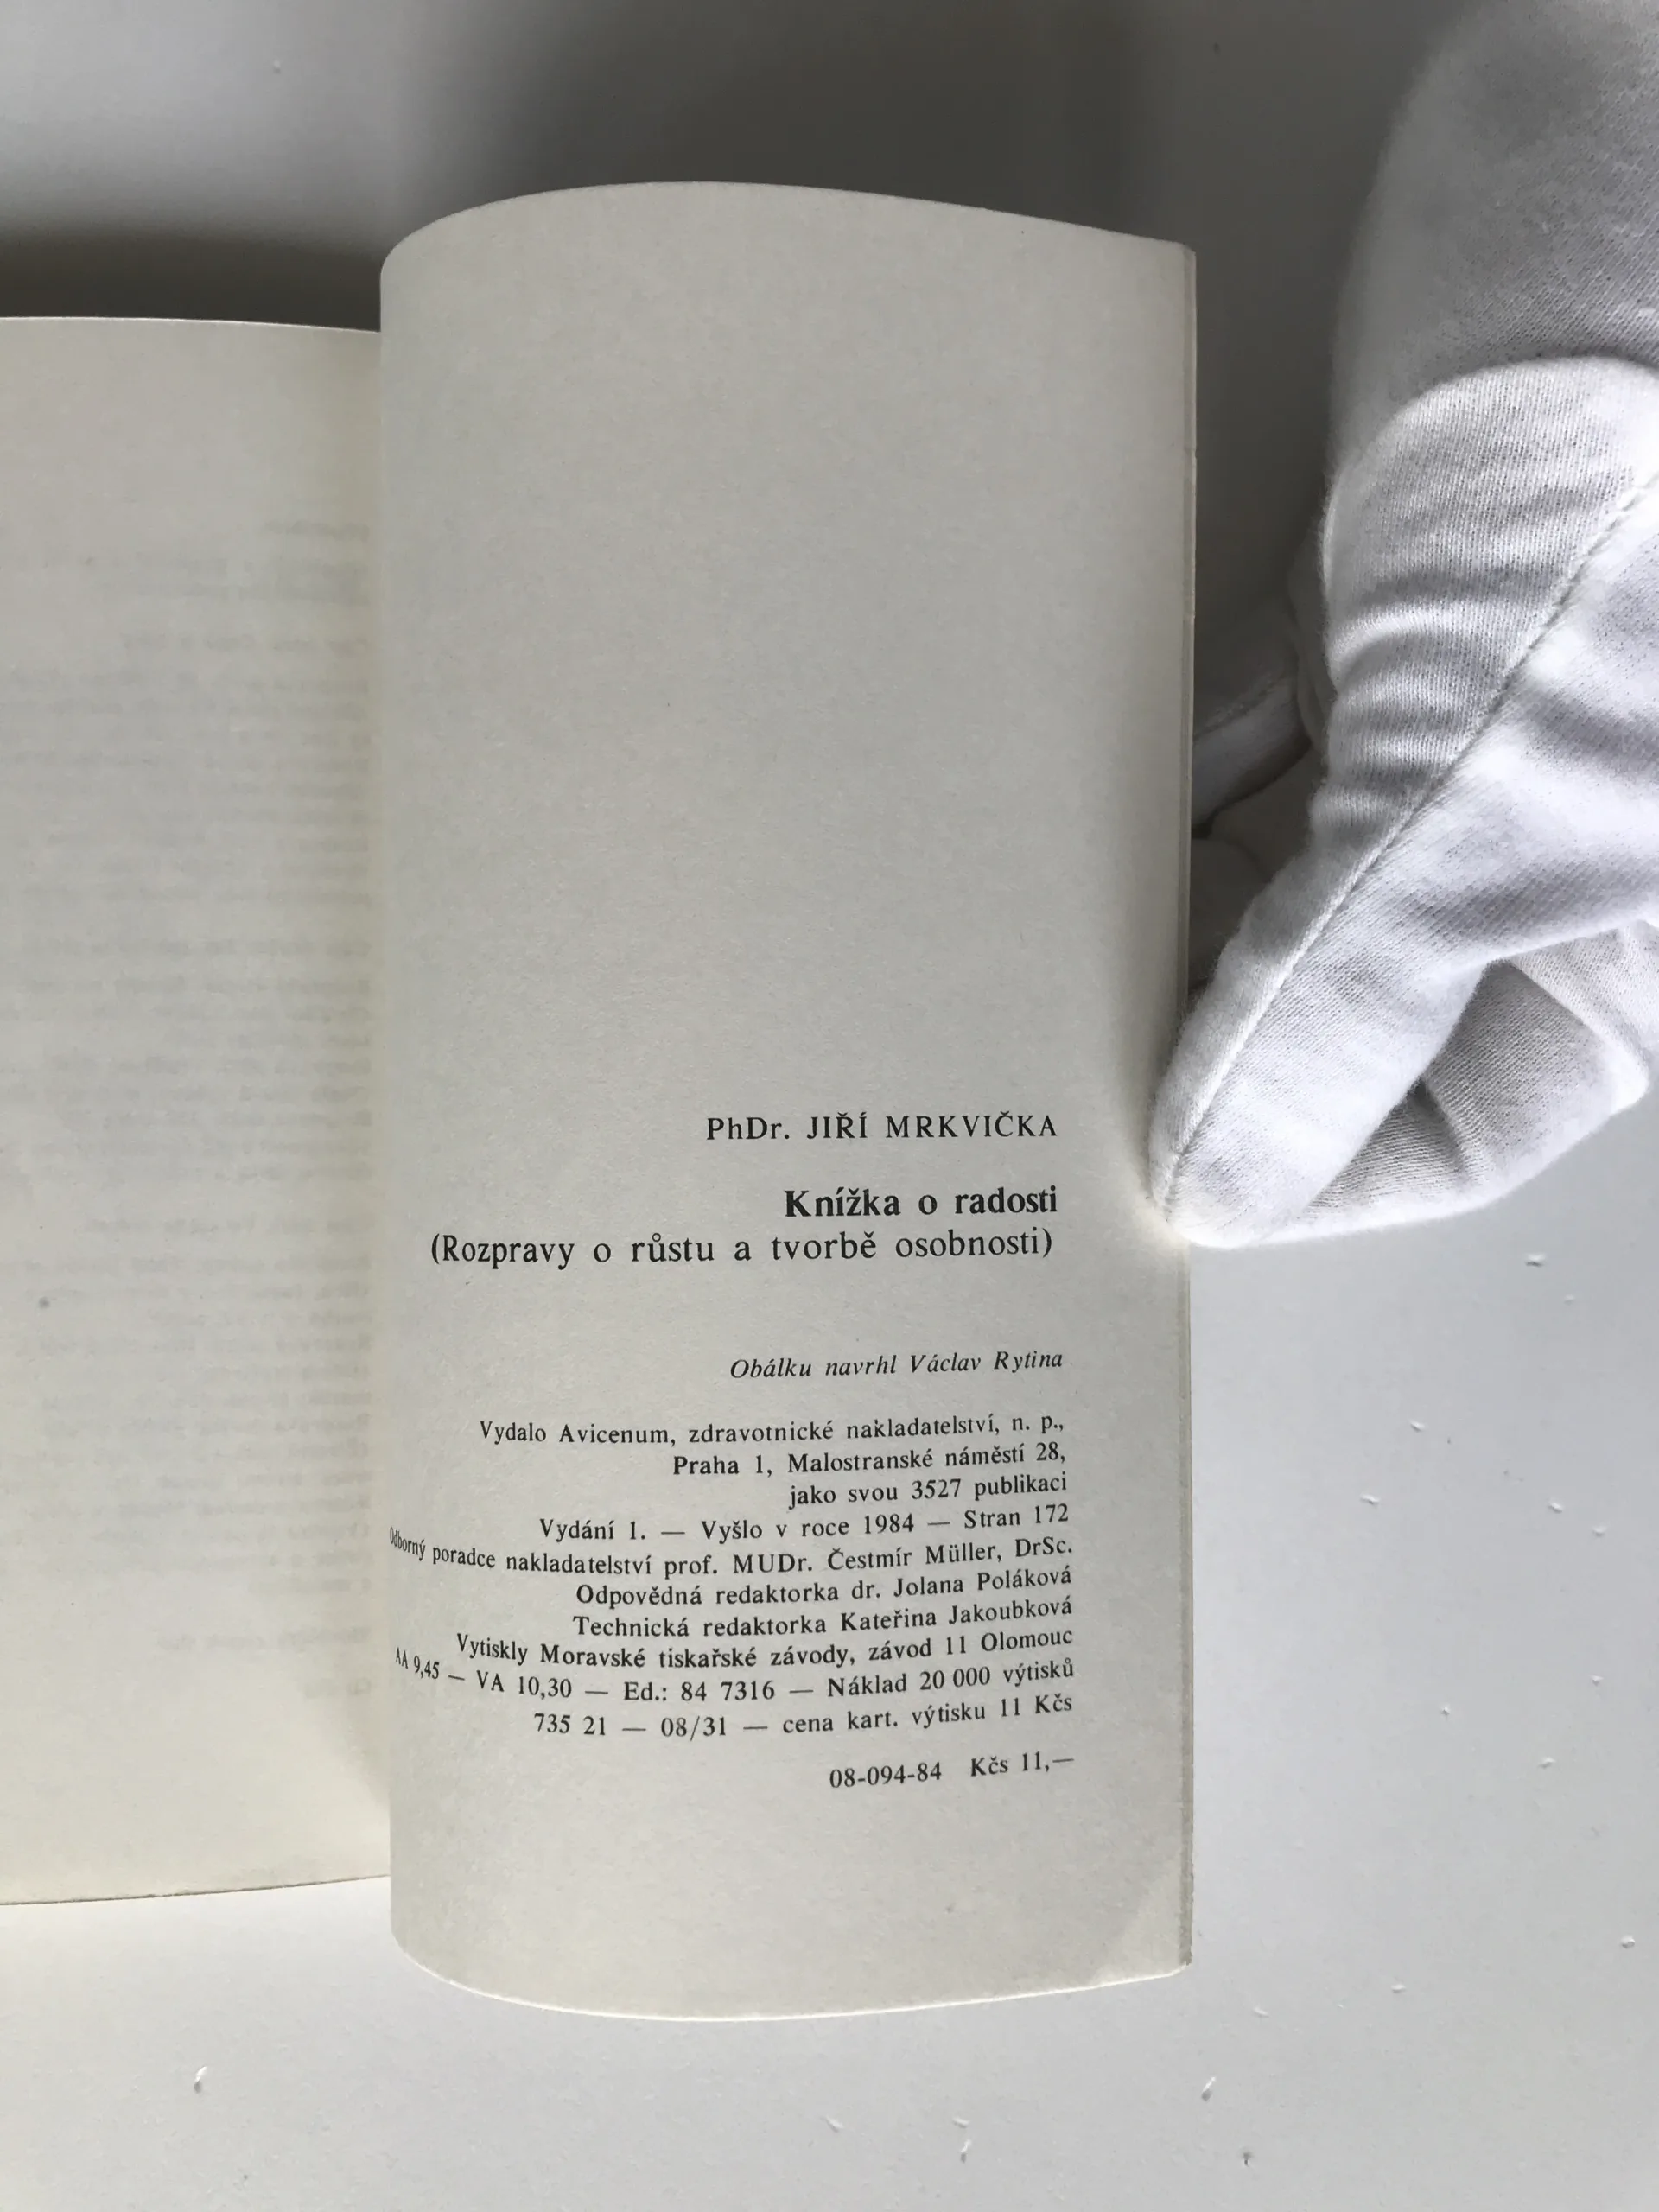 PhDr. JIŘÍ MRKVIČKA
Knížka o radosti
(Rozpravy o růstu a tvorbě osobnosti)
Obálku navrhl Václav Rytina
Vydalo Avicenum, zdravotnické nakladatelství, n. p.,
Praha 1, Malostranské náměstí 28,
jako svou 3527 publikaci
Vydání 1. — Vyšlo v roce 1984 — Stran 172
Odborný poradce nakladatelství prof. MUDr. Čestmír Müller, DrSc.
Odpovědná redaktorka dr. Jolana Poláková
Technická redaktorka Kateřina Jakoubková
Vytiskly Moravské tiskařské závody, závod 11 Olomouc
AA 9,45 — VA 10,30 — Ed.: 84 7316 — Náklad 20 000 výtisků
735 21 — 08/31 — cena kart. výtisku 11 Kčs
08-094-84 Kčs 11,—